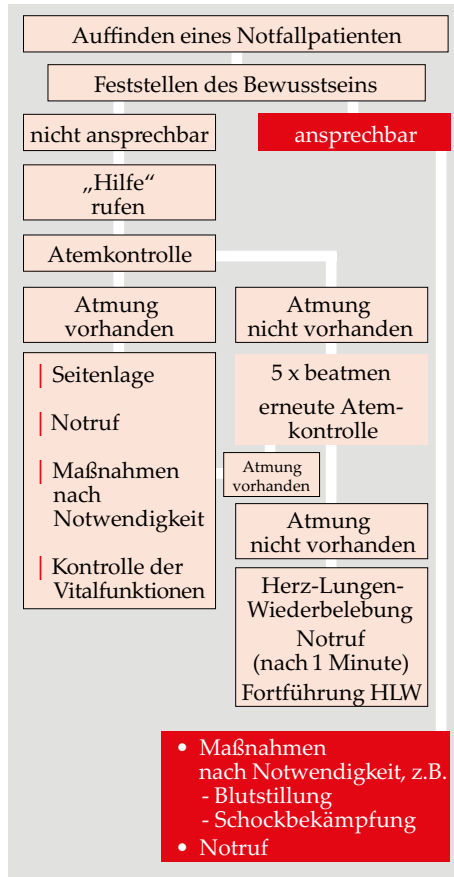 Auffinden eines Notfallpatienten
Feststellen des Bewusstseins
nicht ansprechbar
ansprechbar
„Hilfe“
rufen
Atemkontrolle
Atmung
vorhanden
Atmung
nicht vorhanden
| Seitenlage
| Notruf
| Maßnahmen
nach
Notwendigkeit
| Kontrolle der
Vitalfunktionen
5 x beatmen
erneute Atem-
kontrolle
Atmung
vorhanden
Atmung
nicht vorhanden
Herz-Lungen-
Wiederbelebung
Notruf
(nach 1 Minute)
Fortführung HLW
• Maßnahmen
nach Notwendigkeit, z.B.
- Blutstillung
- Schockbekämpfung
• Notruf